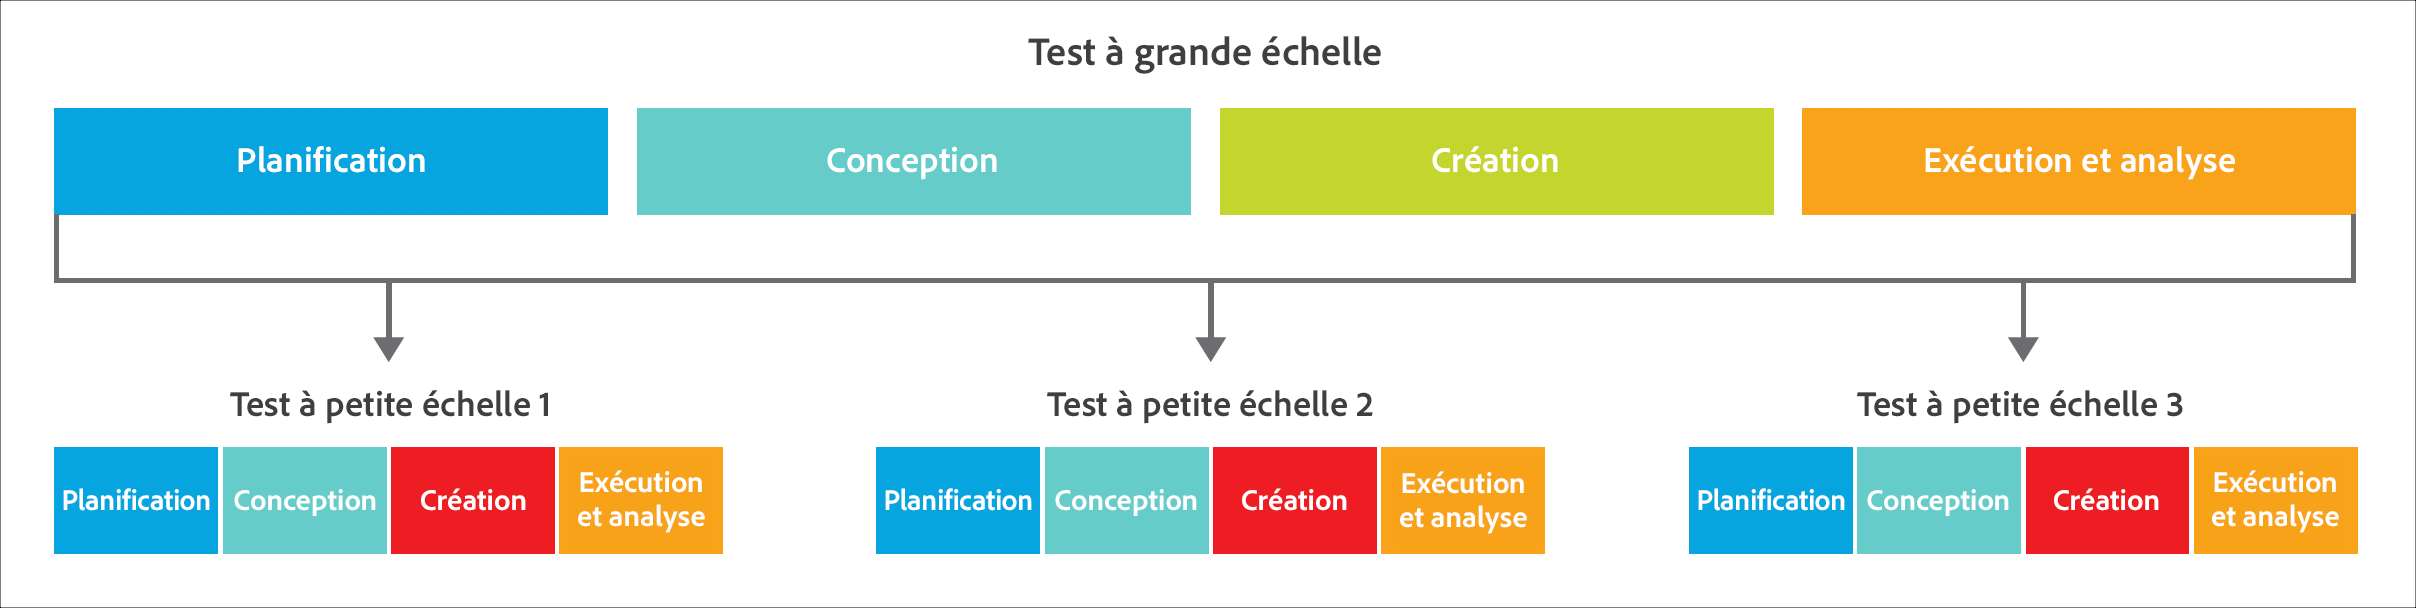 Test à grande échelle
Planification
Conception
Création
Exécution et analyse
Test à petite échelle 1
Planification
Conception
Création
Exécution
et analyse
Test à petite échelle 2
Planification
Conception
Création
Exécution
et analyse
Test à petite échelle 3
Planification
Conception
Création
Exécution
et analyse